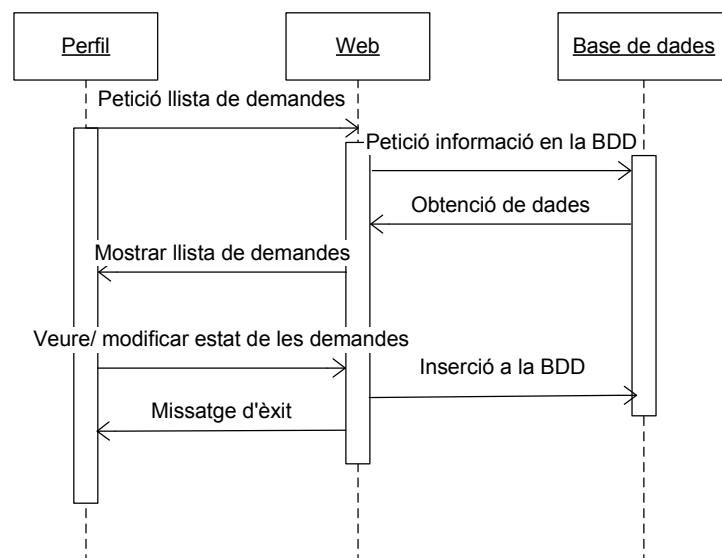 Perfil
Web
Base de dades
Petició llista de demandes
Petició informació en la BDD
Obtenció de dades
Mostrar llista de demandes
Veure/ modificar estat de les demandes
Inserció a la BDD
Missatge d'èxit